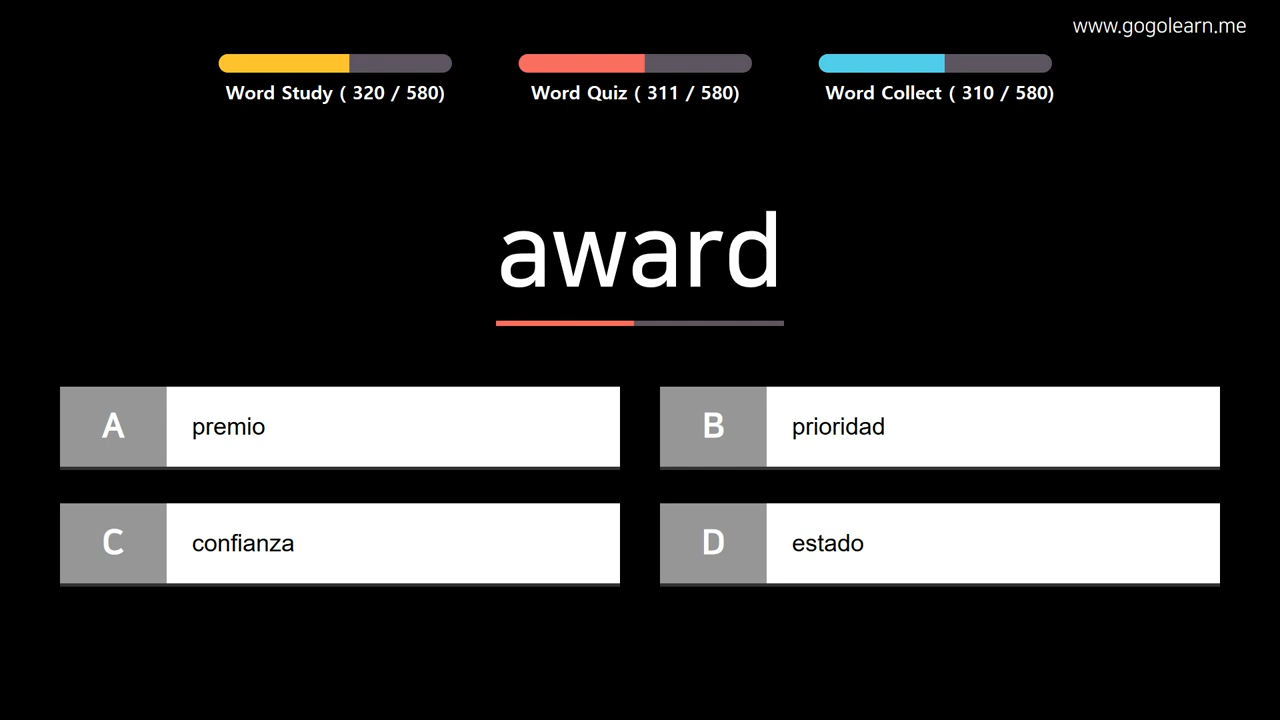 www.gogolearn.me
Word Study ( 320 / 580)
Word Quiz ( 311 / 580)
Word Collect ( 310 / 580)
award
A premio
B prioridad
C confianza
D estado